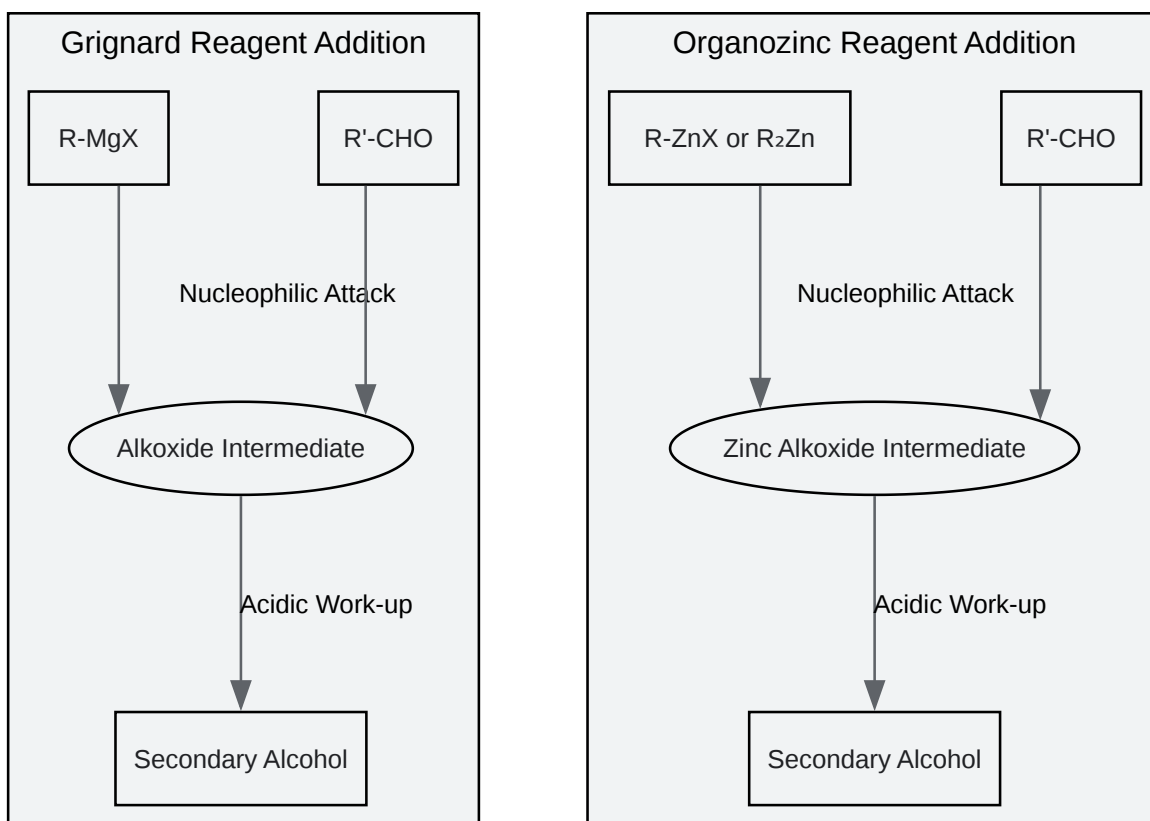 Grignard Reagent Addition
R-MgX
R'-CHO
Nucleophilic Attack
Alkoxide Intermediate
Acidic Work-up
Secondary Alcohol
Organozinc Reagent Addition
R-ZnX or R₂Zn
R'-CHO
Nucleophilic Attack
Zinc Alkoxide Intermediate
Acidic Work-up
Secondary Alcohol